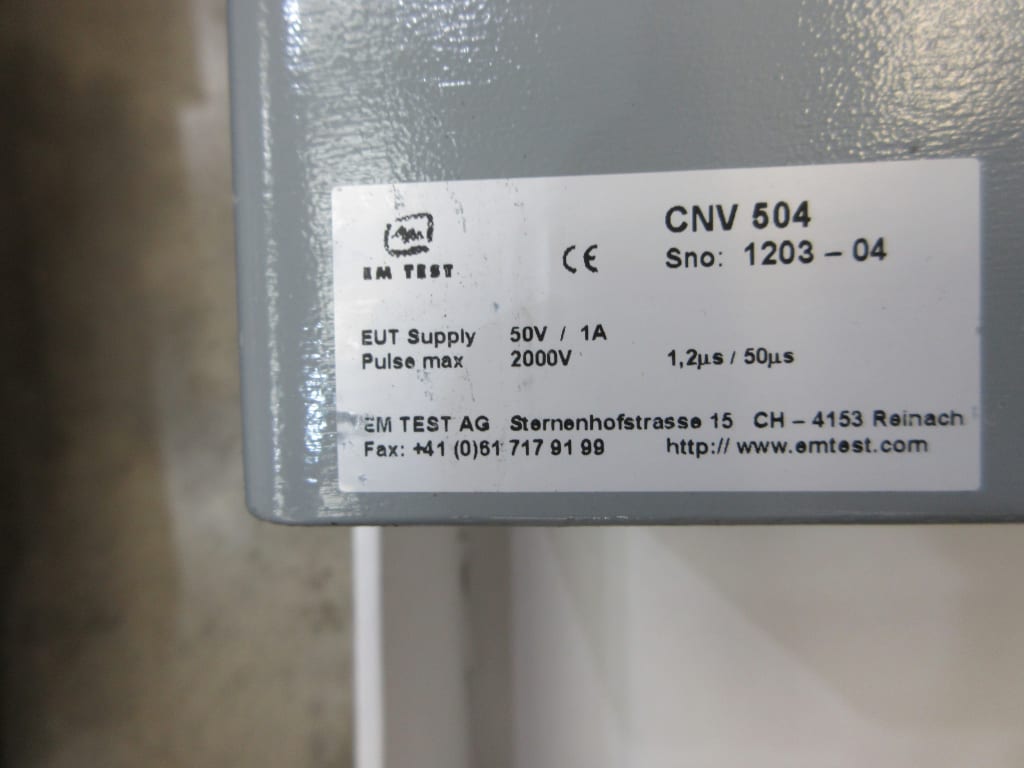 CNV 504
EM TEST
CE
Sno: 1203 – 04
EUT Supply 50V / 1A
Pulse max 2000V 1,2µs / 50µs
EM TEST AG Sternenhofstrasse 15 CH – 4153 Reinach
Fax: +41 (0)61 717 91 99 http:// www.emtest.com